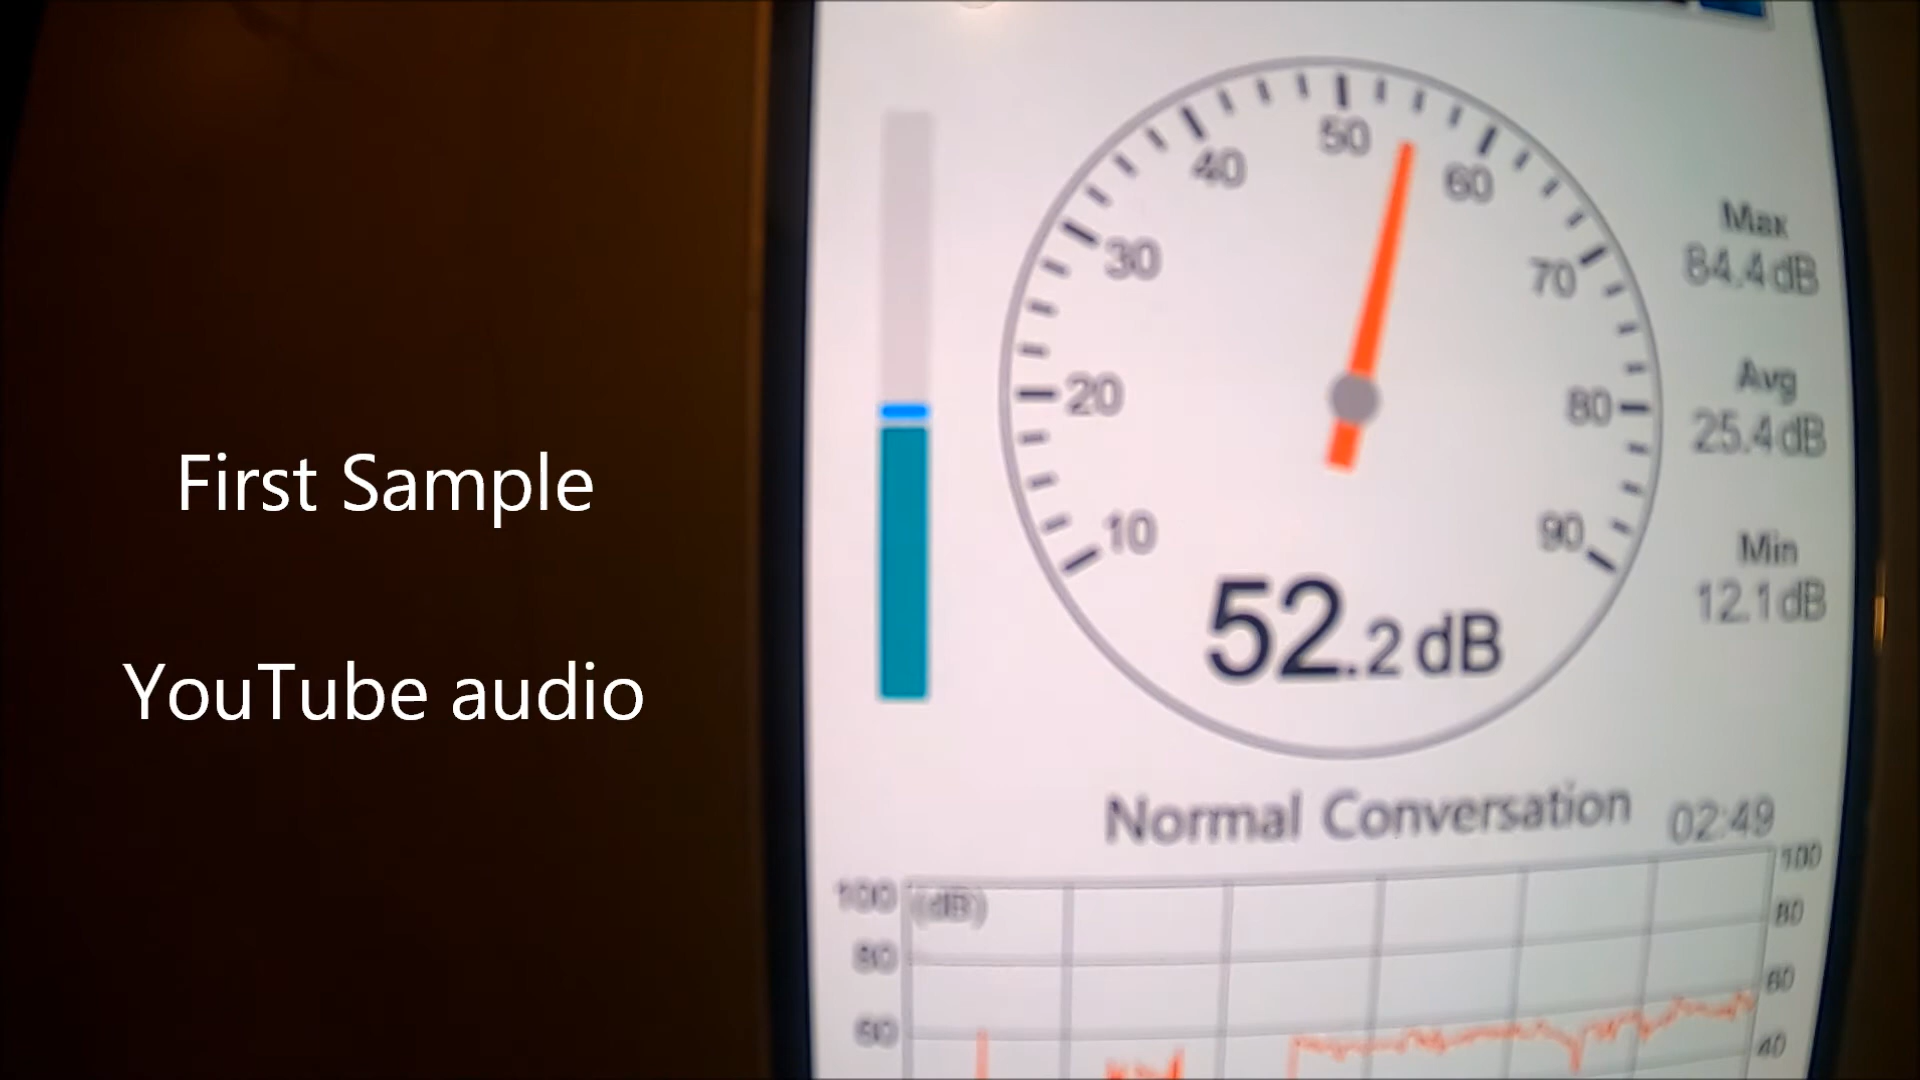 First Sample
YouTube audio
10
20
30
40
50
60
70
80
90
52.2 dB
Max
84.4 dB
Avg
25.4 dB
Min
12.1 dB
Normal Conversation
02:49
(dB)
100
80
60
100
80
60
40